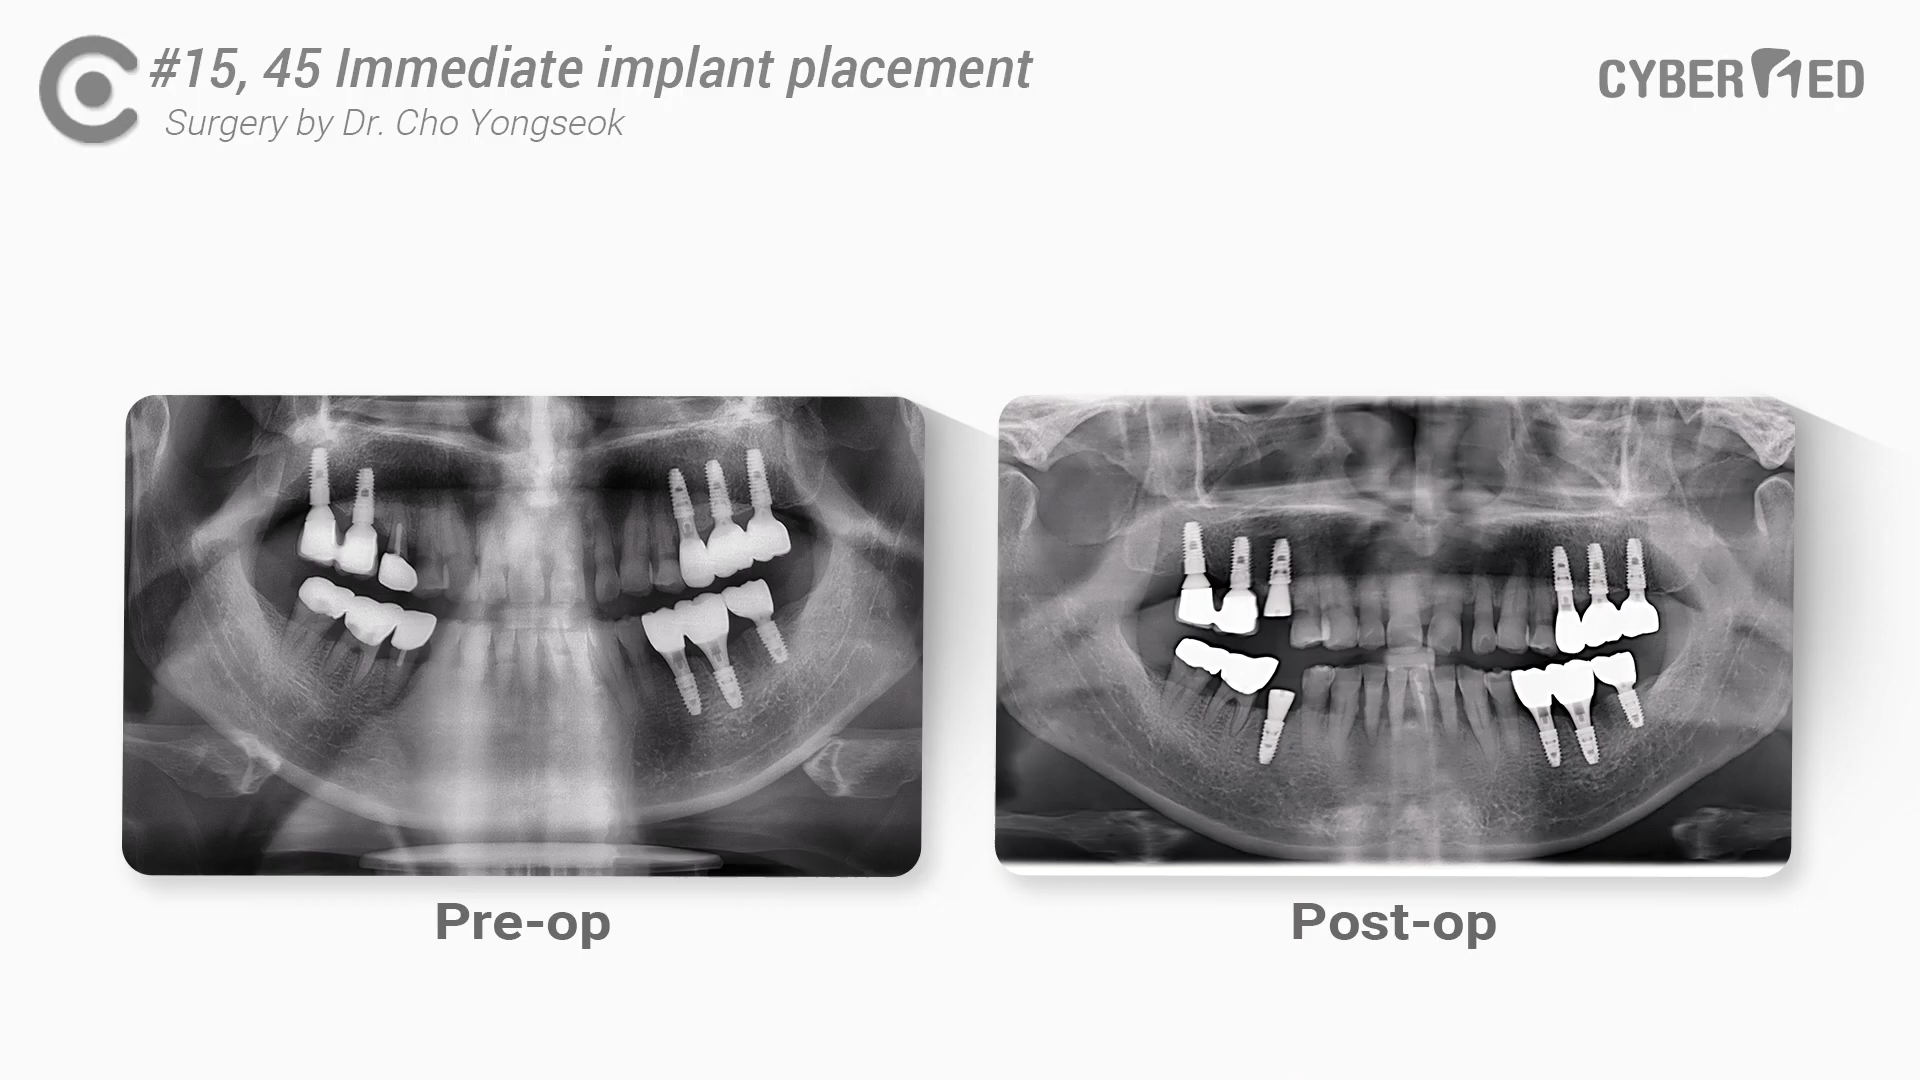 #15, 45 Immediate implant placement
Surgery by Dr. Cho Yongseok
CYBERMED
Pre-op
Post-op